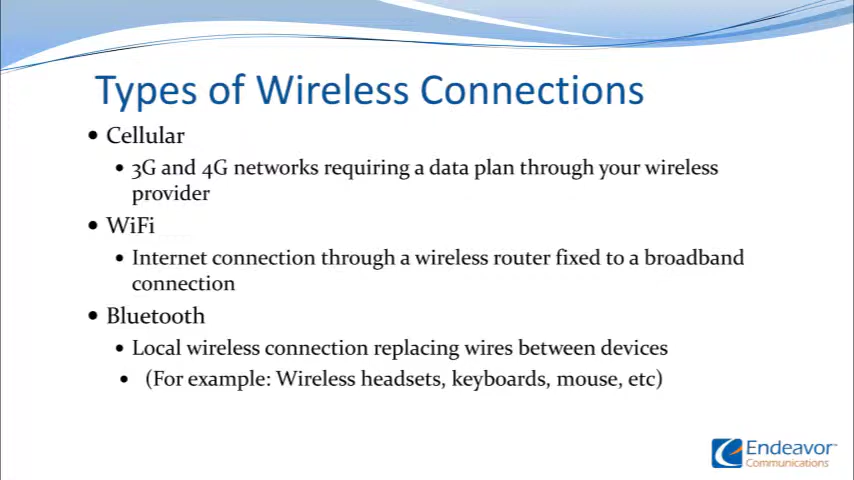 Types of Wireless Connections
• Cellular
• 3G and 4G networks requiring a data plan through your wireless
provider
• WiFi
• Internet connection through a wireless router fixed to a broadband
connection
• Bluetooth
• Local wireless connection replacing wires between devices
• (For example: Wireless headsets, keyboards, mouse, etc)
Endeavor
Communications